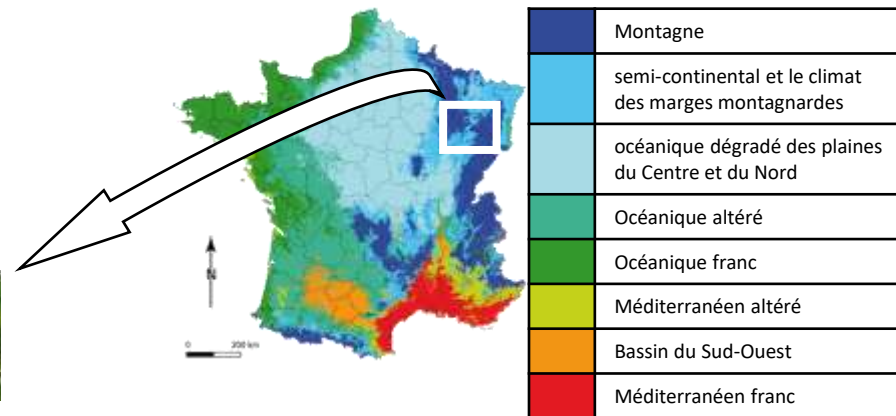 Montagne
semi-continental et le climat
des marges montagnardes
océanique dégradé des plaines
du Centre et du Nord
Océanique altéré
Océanique franc
Méditerranéen altéré
Bassin du Sud-Ouest
Méditerranéen franc
N
0 200 km